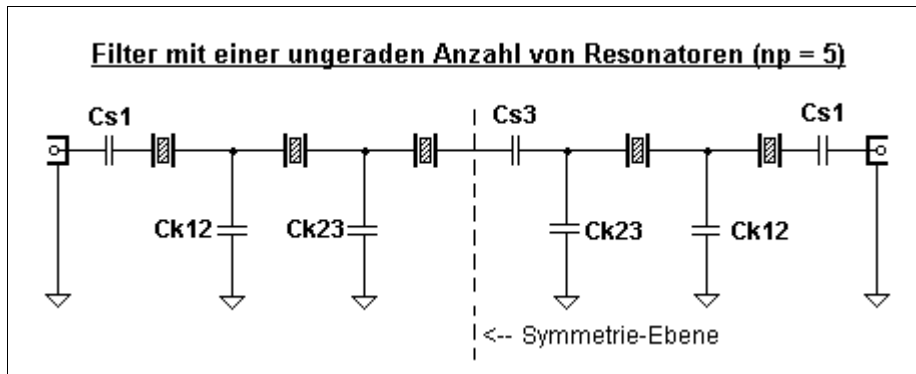 Filter mit einer ungeraden Anzahl von Resonatoren (np = 5)
Cs1 Cs3 Cs1
Ck12 Ck23 Ck23 Ck12
<-- Symmetrie-Ebene